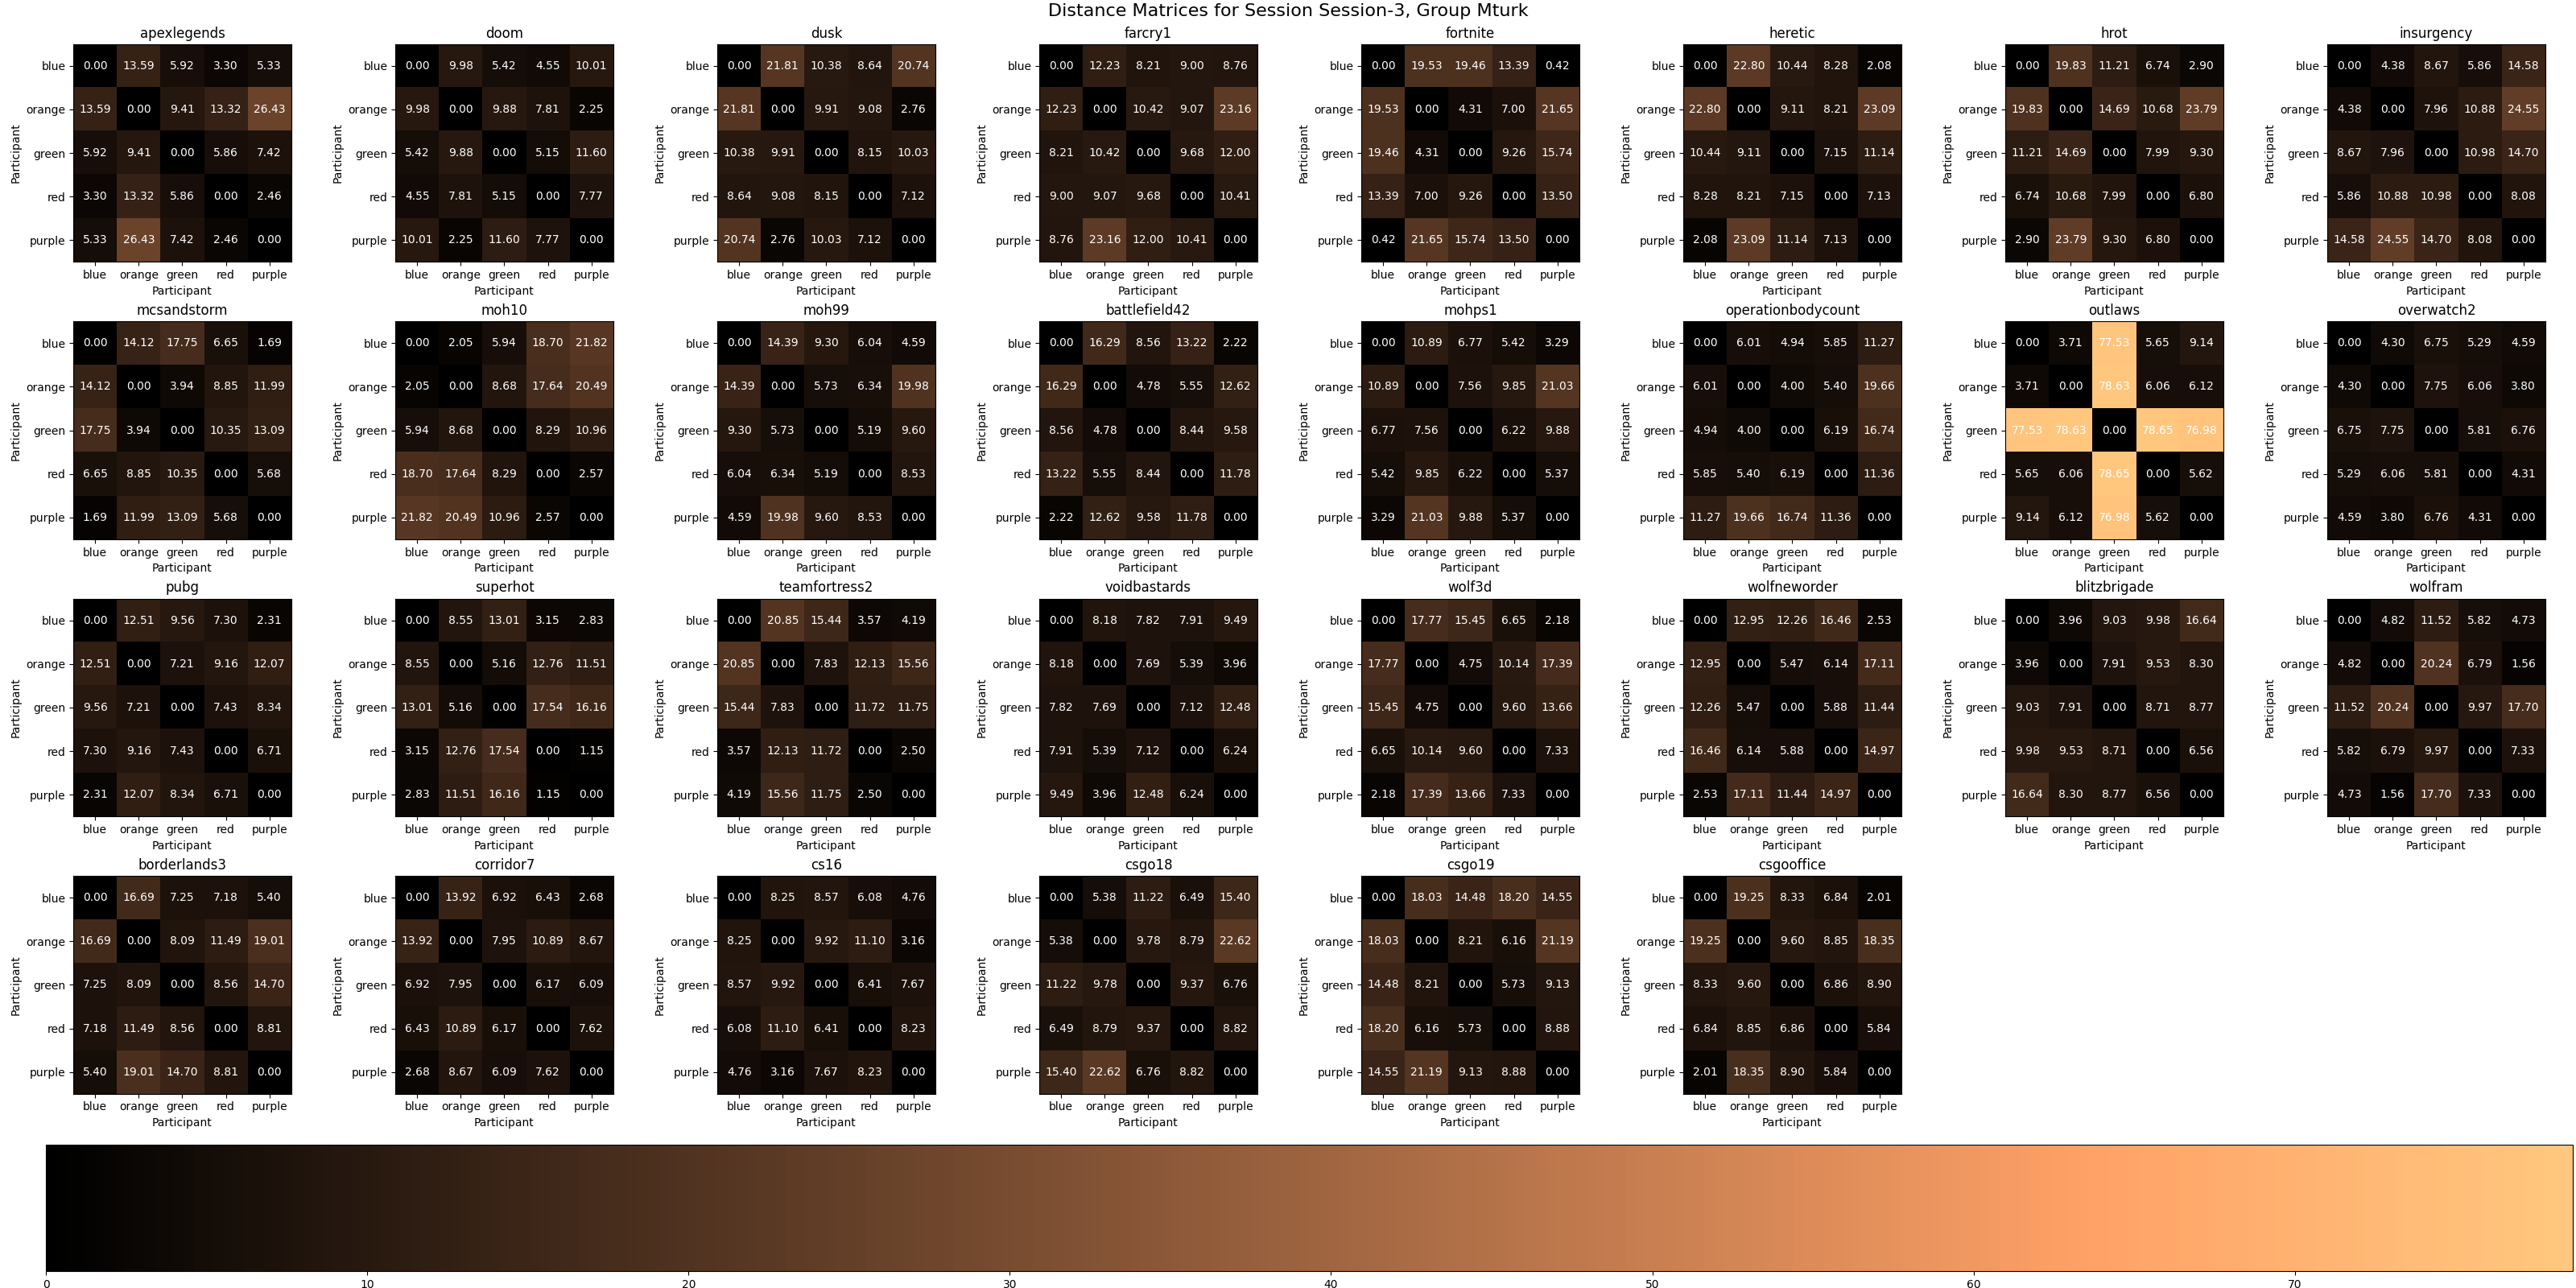 Distance Matrices for Session Session-3, Group Mturk
apexlegends
Participant
blue 0.00 13.59 5.92 3.30 5.33
orange 13.59 0.00 9.41 13.32 26.43
green 5.92 9.41 0.00 5.86 7.42
red 3.30 13.32 5.86 0.00 2.46
purple 5.33 26.43 7.42 2.46 0.00
blue orange green red purple
Participant
doom
Participant
blue 0.00 9.98 5.42 4.55 10.01
orange 9.98 0.00 9.88 7.81 2.25
green 5.42 9.88 0.00 5.15 11.60
red 4.55 7.81 5.15 0.00 7.77
purple 10.01 2.25 11.60 7.77 0.00
blue orange green red purple
Participant
dusk
Participant
blue 0.00 21.81 10.38 8.64 20.74
orange 21.81 0.00 9.91 9.08 2.76
green 10.38 9.91 0.00 8.15 10.03
red 8.64 9.08 8.15 0.00 7.12
purple 20.74 2.76 10.03 7.12 0.00
blue orange green red purple
Participant
farcry1
Participant
blue 0.00 12.23 8.21 9.00 8.76
orange 12.23 0.00 10.42 9.07 23.16
green 8.21 10.42 0.00 9.68 12.00
red 9.00 9.07 9.68 0.00 10.41
purple 8.76 23.16 12.00 10.41 0.00
blue orange green red purple
Participant
fortnite
Participant
blue 0.00 19.53 19.46 13.39 0.42
orange 19.53 0.00 4.31 7.00 21.65
green 19.46 4.31 0.00 9.26 15.74
red 13.39 7.00 9.26 0.00 13.50
purple 0.42 21.65 15.74 13.50 0.00
blue orange green red purple
Participant
heretic
Participant
blue 0.00 22.80 10.44 8.28 2.08
orange 22.80 0.00 9.11 8.21 23.09
green 10.44 9.11 0.00 7.15 11.14
red 8.28 8.21 7.15 0.00 7.13
purple 2.08 23.09 11.14 7.13 0.00
blue orange green red purple
Participant
hrot
Participant
blue 0.00 19.83 11.21 6.74 2.90
orange 19.83 0.00 14.69 10.68 23.79
green 11.21 14.69 0.00 7.99 9.30
red 6.74 10.68 7.99 0.00 6.80
purple 2.90 23.79 9.30 6.80 0.00
blue orange green red purple
Participant
insurgency
Participant
blue 0.00 4.38 8.67 5.86 14.58
orange 4.38 0.00 7.96 10.88 24.55
green 8.67 7.96 0.00 10.98 14.70
red 5.86 10.88 10.98 0.00 8.08
purple 14.58 24.55 14.70 8.08 0.00
blue orange green red purple
Participant
mcsandstorm
Participant
blue 0.00 14.12 17.75 6.65 1.69
orange 14.12 0.00 3.94 8.85 11.99
green 17.75 3.94 0.00 10.35 13.09
red 6.65 8.85 10.35 0.00 5.68
purple 1.69 11.99 13.09 5.68 0.00
blue orange green red purple
Participant
moh10
Participant
blue 0.00 2.05 5.94 18.70 21.82
orange 2.05 0.00 8.68 17.64 20.49
green 5.94 8.68 0.00 8.29 10.96
red 18.70 17.64 8.29 0.00 2.57
purple 21.82 20.49 10.96 2.57 0.00
blue orange green red purple
Participant
moh99
Participant
blue 0.00 14.39 9.30 6.04 4.59
orange 14.39 0.00 5.73 6.34 19.98
green 9.30 5.73 0.00 5.19 9.60
red 6.04 6.34 5.19 0.00 8.53
purple 4.59 19.98 9.60 8.53 0.00
blue orange green red purple
Participant
battlefield42
Participant
blue 0.00 16.29 8.56 13.22 2.22
orange 16.29 0.00 4.78 5.55 12.62
green 8.56 4.78 0.00 8.44 9.58
red 13.22 5.55 8.44 0.00 11.78
purple 2.22 12.62 9.58 11.78 0.00
blue orange green red purple
Participant
mohps1
Participant
blue 0.00 10.89 6.77 5.42 3.29
orange 10.89 0.00 7.56 9.85 21.03
green 6.77 7.56 0.00 6.22 9.88
red 5.42 9.85 6.22 0.00 5.37
purple 3.29 21.03 9.88 5.37 0.00
blue orange green red purple
Participant
operationbodycount
Participant
blue 0.00 6.01 4.94 5.85 11.27
orange 6.01 0.00 4.00 5.40 19.66
green 4.94 4.00 0.00 6.19 16.74
red 5.85 5.40 6.19 0.00 11.36
purple 11.27 19.66 16.74 11.36 0.00
blue orange green red purple
Participant
outlaws
Participant
blue 0.00 3.71 77.53 5.65 9.14
orange 3.71 0.00 78.63 6.06 6.12
green 77.53 78.63 0.00 78.65 76.98
red 5.65 6.06 78.65 0.00 5.62
purple 9.14 6.12 76.98 5.62 0.00
blue orange green red purple
Participant
overwatch2
Participant
blue 0.00 4.30 6.75 5.29 4.59
orange 4.30 0.00 7.75 6.06 3.80
green 6.75 7.75 0.00 5.81 6.76
red 5.29 6.06 5.81 0.00 4.31
purple 4.59 3.80 6.76 4.31 0.00
blue orange green red purple
Participant
pubg
Participant
blue 0.00 12.51 9.56 7.30 2.31
orange 12.51 0.00 7.21 9.16 12.07
green 9.56 7.21 0.00 7.43 8.34
red 7.30 9.16 7.43 0.00 6.71
purple 2.31 12.07 8.34 6.71 0.00
blue orange green red purple
Participant
superhot
Participant
blue 0.00 8.55 13.01 3.15 2.83
orange 8.55 0.00 5.16 12.76 11.51
green 13.01 5.16 0.00 17.54 16.16
red 3.15 12.76 17.54 0.00 1.15
purple 2.83 11.51 16.16 1.15 0.00
blue orange green red purple
Participant
teamfortress2
Participant
blue 0.00 20.85 15.44 3.57 4.19
orange 20.85 0.00 7.83 12.13 15.56
green 15.44 7.83 0.00 11.72 11.75
red 3.57 12.13 11.72 0.00 2.50
purple 4.19 15.56 11.75 2.50 0.00
blue orange green red purple
Participant
voidbastards
Participant
blue 0.00 8.18 7.82 7.91 9.49
orange 8.18 0.00 7.69 5.39 3.96
green 7.82 7.69 0.00 7.12 12.48
red 7.91 5.39 7.12 0.00 6.24
purple 9.49 3.96 12.48 6.24 0.00
blue orange green red purple
Participant
wolf3d
Participant
blue 0.00 17.77 15.45 6.65 2.18
orange 17.77 0.00 4.75 10.14 17.39
green 15.45 4.75 0.00 9.60 13.66
red 6.65 10.14 9.60 0.00 7.33
purple 2.18 17.39 13.66 7.33 0.00
blue orange green red purple
Participant
wolfneworder
Participant
blue 0.00 12.95 12.26 16.46 2.53
orange 12.95 0.00 5.47 6.14 17.11
green 12.26 5.47 0.00 5.88 11.44
red 16.46 6.14 5.88 0.00 14.97
purple 2.53 17.11 11.44 14.97 0.00
blue orange green red purple
Participant
blitzbrigade
Participant
blue 0.00 3.96 9.03 9.98 16.64
orange 3.96 0.00 7.91 9.53 8.30
green 9.03 7.91 0.00 8.71 8.77
red 9.98 9.53 8.71 0.00 6.56
purple 16.64 8.30 8.77 6.56 0.00
blue orange green red purple
Participant
wolfram
Participant
blue 0.00 4.82 11.52 5.82 4.73
orange 4.82 0.00 20.24 6.79 1.56
green 11.52 20.24 0.00 9.97 17.70
red 5.82 6.79 9.97 0.00 7.33
purple 4.73 1.56 17.70 7.33 0.00
blue orange green red purple
Participant
borderlands3
Participant
blue 0.00 16.69 7.25 7.18 5.40
orange 16.69 0.00 8.09 11.49 19.01
green 7.25 8.09 0.00 8.56 14.70
red 7.18 11.49 8.56 0.00 8.81
purple 5.40 19.01 14.70 8.81 0.00
blue orange green red purple
Participant
corridor7
Participant
blue 0.00 13.92 6.92 6.43 2.68
orange 13.92 0.00 7.95 10.89 8.67
green 6.92 7.95 0.00 6.17 6.09
red 6.43 10.89 6.17 0.00 7.62
purple 2.68 8.67 6.09 7.62 0.00
blue orange green red purple
Participant
cs16
Participant
blue 0.00 8.25 8.57 6.08 4.76
orange 8.25 0.00 9.92 11.10 3.16
green 8.57 9.92 0.00 6.41 7.67
red 6.08 11.10 6.41 0.00 8.23
purple 4.76 3.16 7.67 8.23 0.00
blue orange green red purple
Participant
csgo18
Participant
blue 0.00 5.38 11.22 6.49 15.40
orange 5.38 0.00 9.78 8.79 22.62
green 11.22 9.78 0.00 9.37 6.76
red 6.49 8.79 9.37 0.00 8.82
purple 15.40 22.62 6.76 8.82 0.00
blue orange green red purple
Participant
csgo19
Participant
blue 0.00 18.03 14.48 18.20 14.55
orange 18.03 0.00 8.21 6.16 21.19
green 14.48 8.21 0.00 5.73 9.13
red 18.20 6.16 5.73 0.00 8.88
purple 14.55 21.19 9.13 8.88 0.00
blue orange green red purple
Participant
csgooffice
Participant
blue 0.00 19.25 8.33 6.84 2.01
orange 19.25 0.00 9.60 8.85 18.35
green 8.33 9.60 0.00 6.86 8.90
red 6.84 8.85 6.86 0.00 5.84
purple 2.01 18.35 8.90 5.84 0.00
blue orange green red purple
Participant
0 10 20 30 40 50 60 70